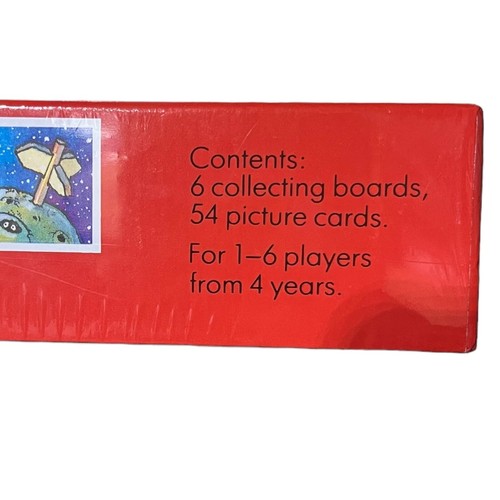 Contents:
6 collecting boards,
54 picture cards.
For 1–6 players
from 4 years.